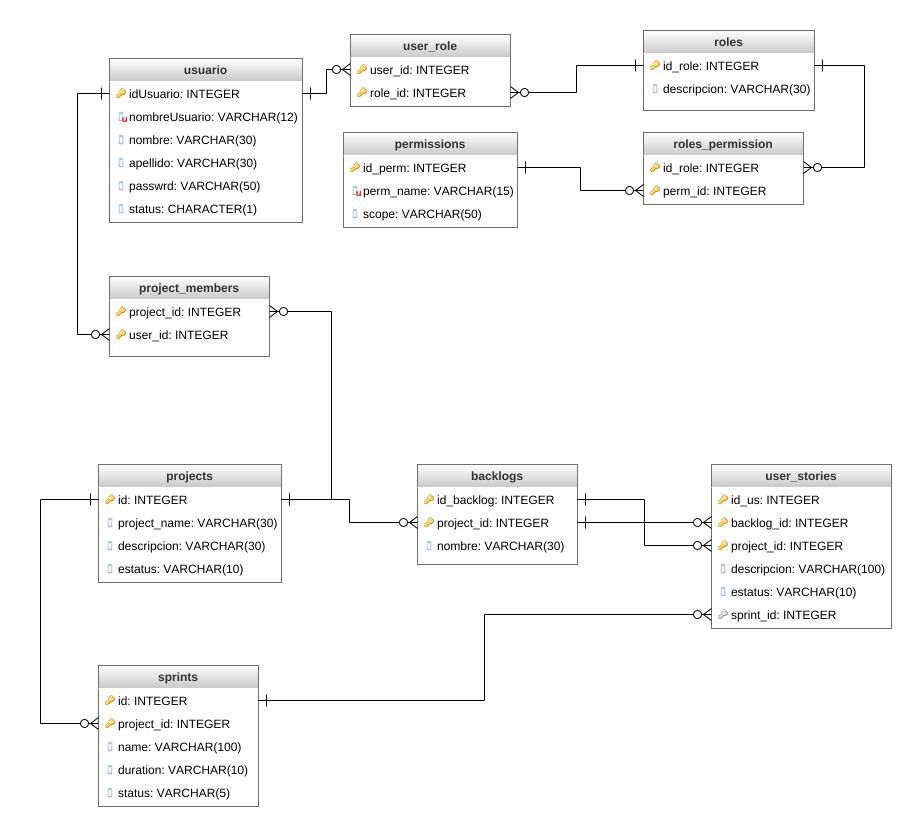 usuario
idUsuario: INTEGER
nombreUsuario: VARCHAR(12)
nombre: VARCHAR(30)
apellido: VARCHAR(30)
passwrd: VARCHAR(50)
status: CHARACTER(1)
user_role
user_id: INTEGER
role_id: INTEGER
roles
id_role: INTEGER
descripcion: VARCHAR(30)
permissions
id_perm: INTEGER
perm_name: VARCHAR(15)
scope: VARCHAR(50)
roles_permission
id_role: INTEGER
perm_id: INTEGER
project_members
project_id: INTEGER
user_id: INTEGER
projects
id: INTEGER
project_name: VARCHAR(30)
descripcion: VARCHAR(30)
estatus: VARCHAR(10)
backlogs
id_backlog: INTEGER
project_id: INTEGER
nombre: VARCHAR(30)
user_stories
id_us: INTEGER
backlog_id: INTEGER
project_id: INTEGER
descripcion: VARCHAR(100)
estatus: VARCHAR(10)
sprint_id: INTEGER
sprints
id: INTEGER
project_id: INTEGER
name: VARCHAR(100)
duration: VARCHAR(10)
status: VARCHAR(5)